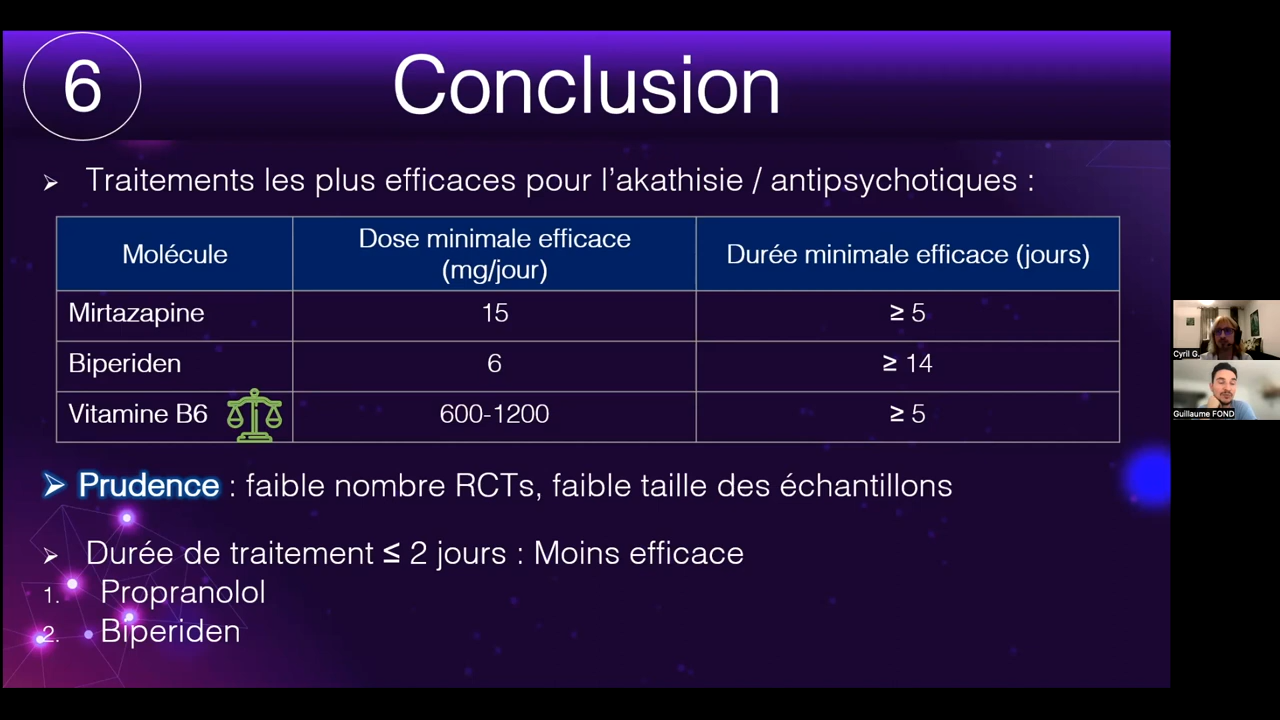 6
Conclusion
➢ Traitements les plus efficaces pour l'akathisie / antipsychotiques :
Molécule
Dose minimale efficace
(mg/jour)
Durée minimale efficace (jours)
Mirtazapine 15 ≥ 5
Biperiden 6 ≥ 14
Vitamine B6 600-1200 ≥ 5
➢ Prudence : faible nombre RCTs, faible taille des échantillons
➢ Durée de traitement ≤ 2 jours : Moins efficace
1. Propranolol
2. Biperiden
Cyril G.
Guillaume FOND